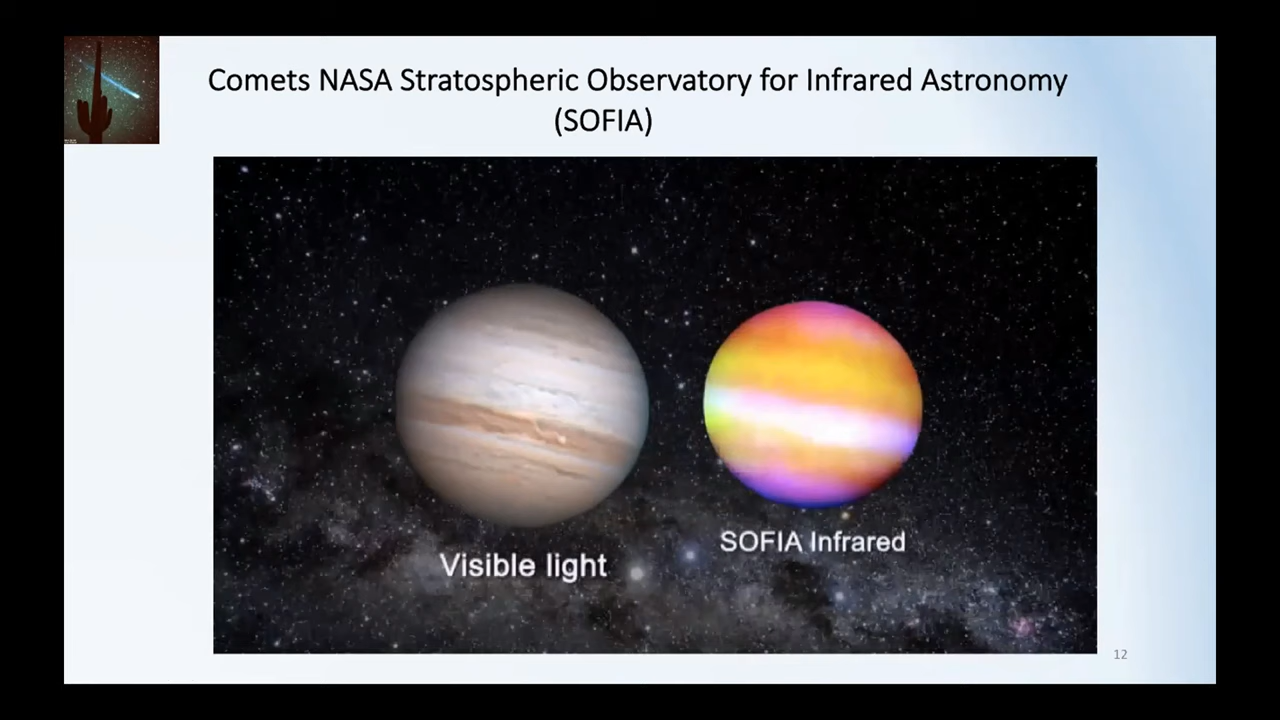 Comets NASA Stratospheric Observatory for Infrared Astronomy
(SOFIA)
Visible light
SOFIA Infrared
12